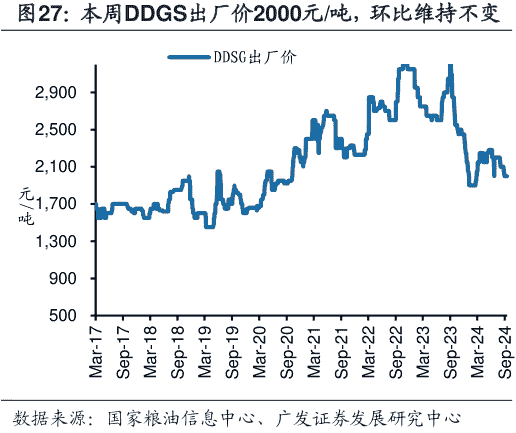 图27：本周DDGS出厂价2000元/吨，环比维持不变
DDSG出厂价
元/吨
2,900
2,500
2,100
1,700
1,300
900
500
Mar-17
Sep-17
Mar-18
Sep-18
Mar-19
Sep-19
Mar-20
Sep-20
Mar-21
Sep-21
Mar-22
Sep-22
Mar-23
Sep-23
Mar-24
Sep-24
数据来源：国家粮油信息中心、广发证券发展研究中心